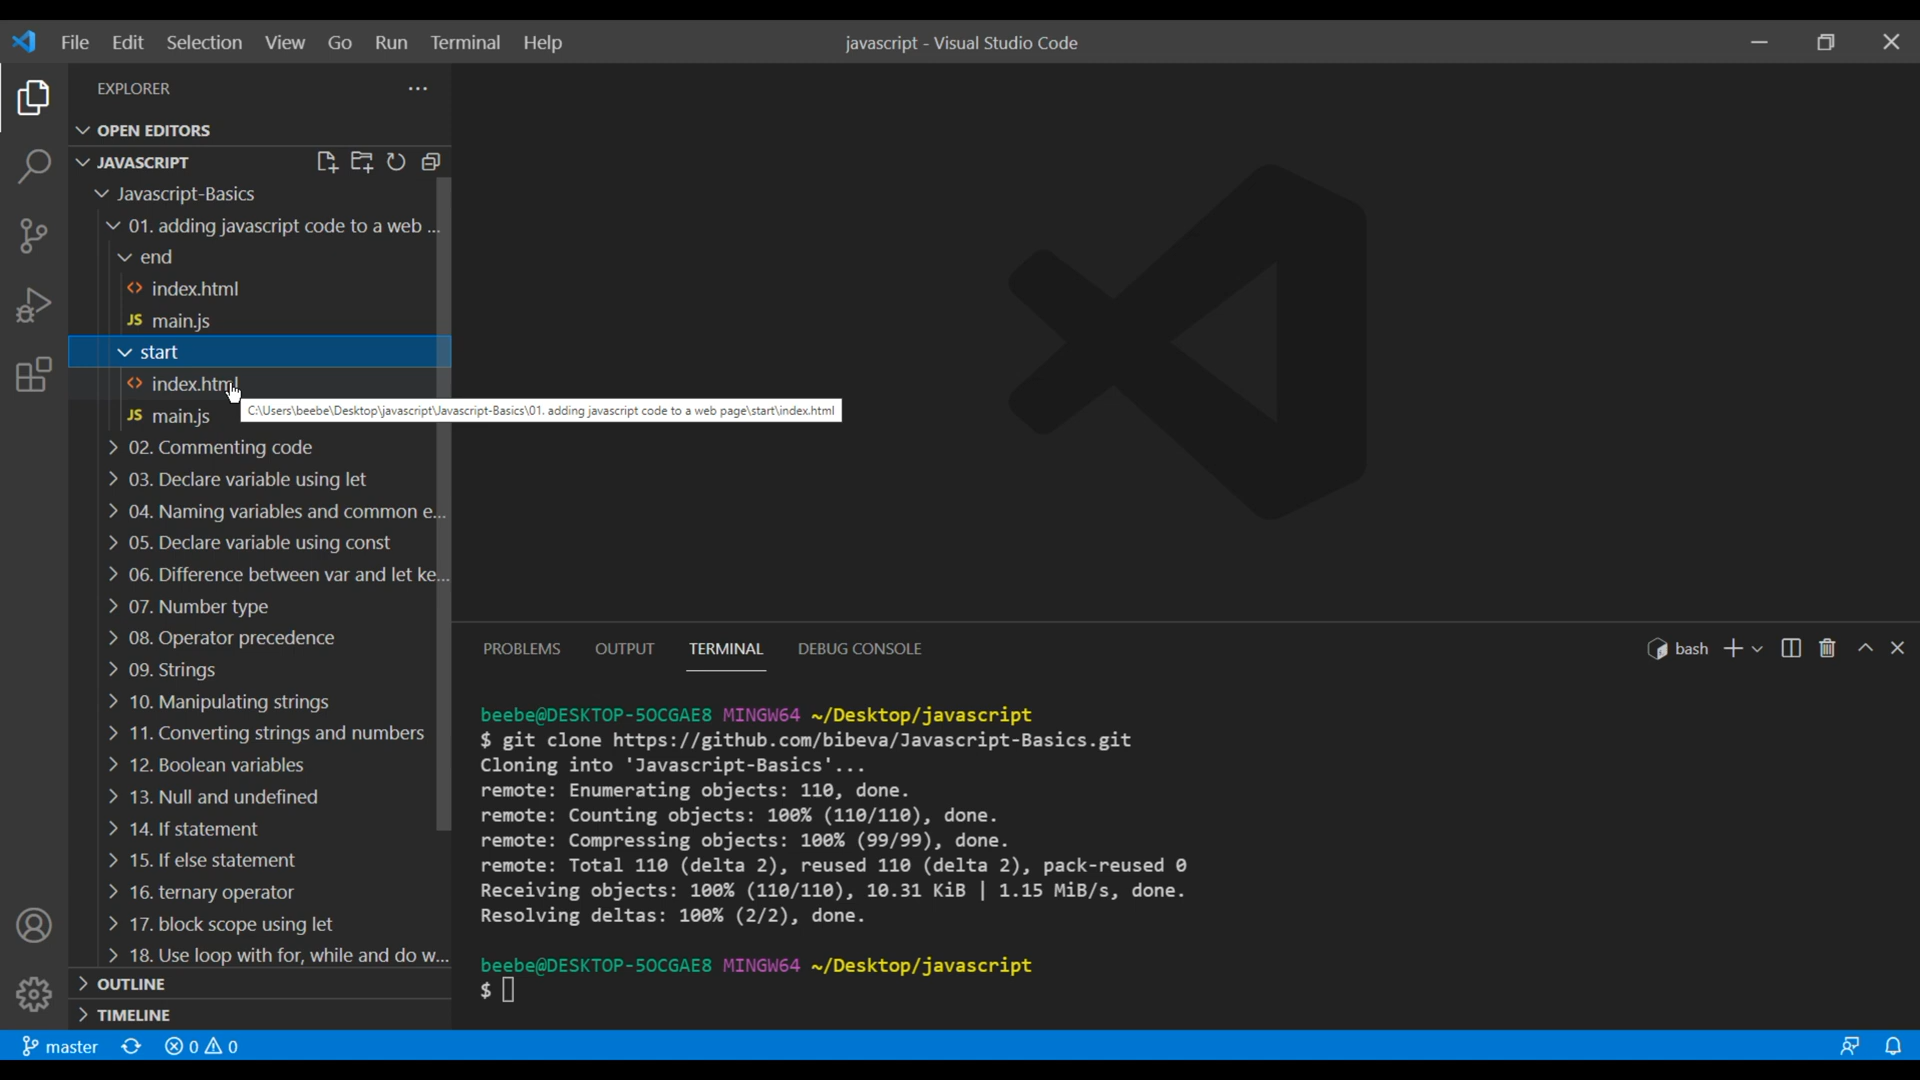 File Edit Selection View Go Run Terminal Help
javascript - Visual Studio Code
EXPLORER
OPEN EDITORS
JAVASCRIPT
Javascript-Basics
01. adding javascript code to a web ...
end
index.html
JS main.js
start
index.html
JS main.js
C:\Users\beebe\Desktop\javascript\Javascript-Basics\01. adding javascript code to a web page\start\index.html
02. Commenting code
03. Declare variable using let
04. Naming variables and common e...
05. Declare variable using const
06. Difference between var and let ke...
07. Number type
08. Operator precedence
09. Strings
10. Manipulating strings
11. Converting strings and numbers
12. Boolean variables
13. Null and undefined
14. If statement
15. If else statement
16. ternary operator
17. block scope using let
18. Use loop with for, while and do w...
OUTLINE
TIMELINE
PROBLEMS OUTPUT TERMINAL DEBUG CONSOLE
bash
beebe@DESKTOP-5OCGAE8 MINGW64 ~/Desktop/javascript
$ git clone https://github.com/bibeva/Javascript-Basics.git
Cloning into 'Javascript-Basics'...
remote: Enumerating objects: 110, done.
remote: Counting objects: 100% (110/110), done.
remote: Compressing objects: 100% (99/99), done.
remote: Total 110 (delta 2), reused 110 (delta 2), pack-reused 0
Receiving objects: 100% (110/110), 10.31 KiB | 1.15 MiB/s, done.
Resolving deltas: 100% (2/2), done.
beebe@DESKTOP-5OCGAE8 MINGW64 ~/Desktop/javascript
$
master 0 0